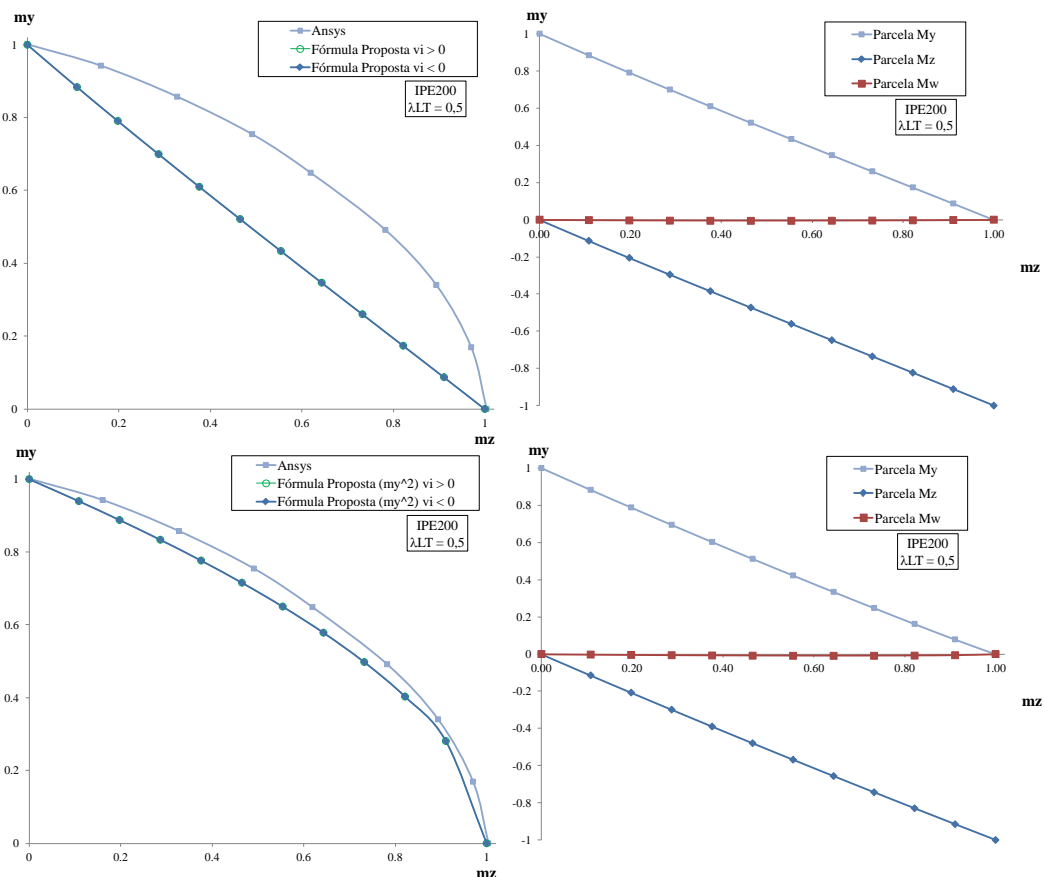 my
Ansys
Fórmula Proposta vi > 0
Fórmula Proposta vi < 0
IPE200
λLT = 0,5
1
0.8
0.6
0.4
0.2
0
0 0.2 0.4 0.6 0.8 1
mz
my
Parcela My
Parcela Mz
Parcela Mw
IPE200
λLT = 0,5
1
0.8
0.6
0.4
0.2
0
0.00 0.20 0.40 0.60 0.80 1.00
mz
-0.2
-0.4
-0.6
-0.8
-1
my
Ansys
Fórmula Proposta (my^2) vi > 0
Fórmula Proposta (my^2) vi < 0
IPE200
λLT = 0,5
1
0.8
0.6
0.4
0.2
0
0 0.2 0.4 0.6 0.8 1
mz
my
Parcela My
Parcela Mz
Parcela Mw
IPE200
λLT = 0,5
1
0.8
0.6
0.4
0.2
0
0.00 0.20 0.40 0.60 0.80 1.00
mz
-0.2
-0.4
-0.6
-0.8
-1